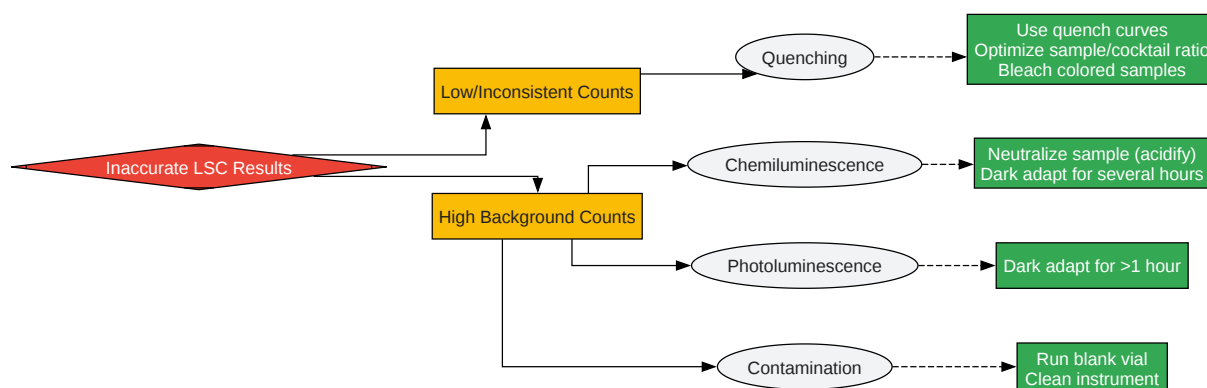 Inaccurate LSC Results
Low/Inconsistent Counts
High Background Counts
Quenching
Chemiluminescence
Photoluminescence
Contamination
Use quench curves
Optimize sample/cocktail ratio
Bleach colored samples
Neutralize sample (acidify)
Dark adapt for several hours
Dark adapt for >1 hour
Run blank vial
Clean instrument